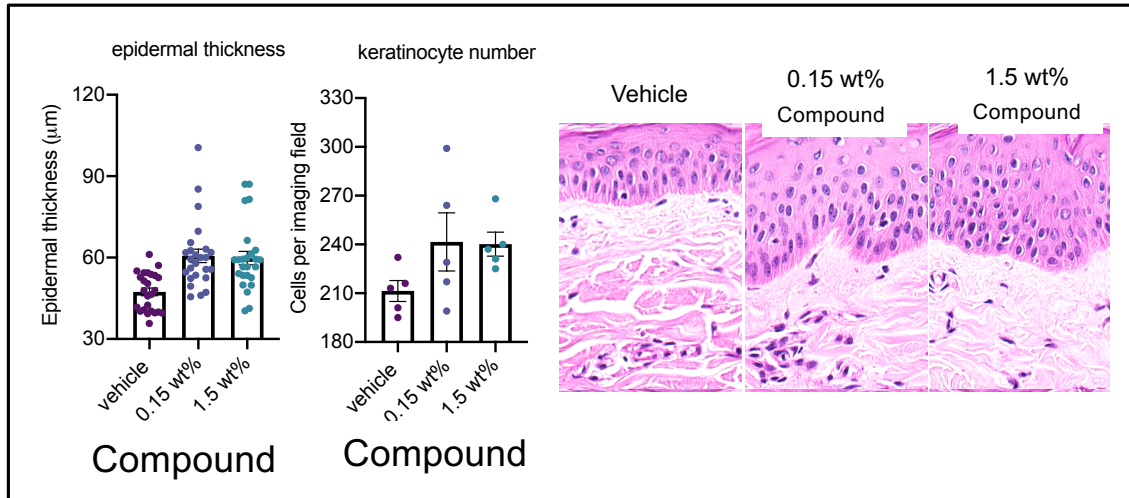 epidermal thickness
Epidermal thickness (μm)
120
90
60
30
vehicle
0.15 wt%
1.5 wt%
Compound
keratinocyte number
Cells per imaging field
330
300
270
240
210
180
vehicle
0.15 wt%
1.5 wt%
Compound
Vehicle
0.15 wt%
Compound
1.5 wt%
Compound